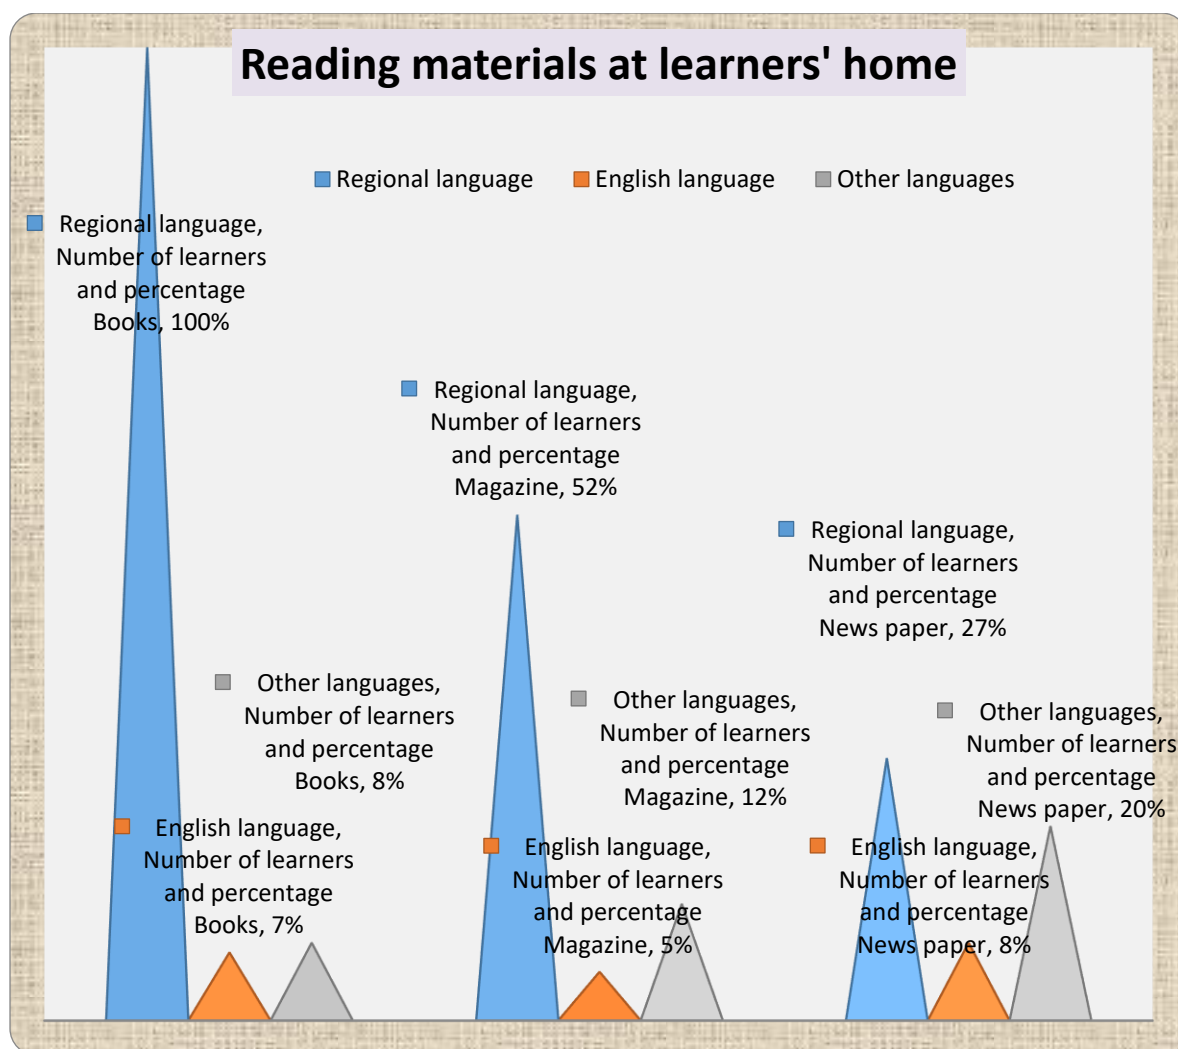 Reading materials at learners' home
Regional language
English language
Other languages
Regional language,
Number of learners
and percentage
Books, 100%
Regional language,
Number of learners
and percentage
Magazine, 52%
Regional language,
Number of learners
and percentage
News paper, 27%
Other languages,
Number of learners
and percentage
Books, 8%
Other languages,
Number of learners
and percentage
Magazine, 12%
Other languages,
Number of learners
and percentage
News paper, 20%
English language,
Number of learners
and percentage
Books, 7%
English language,
Number of learners
and percentage
Magazine, 5%
English language,
Number of learners
and percentage
News paper, 8%